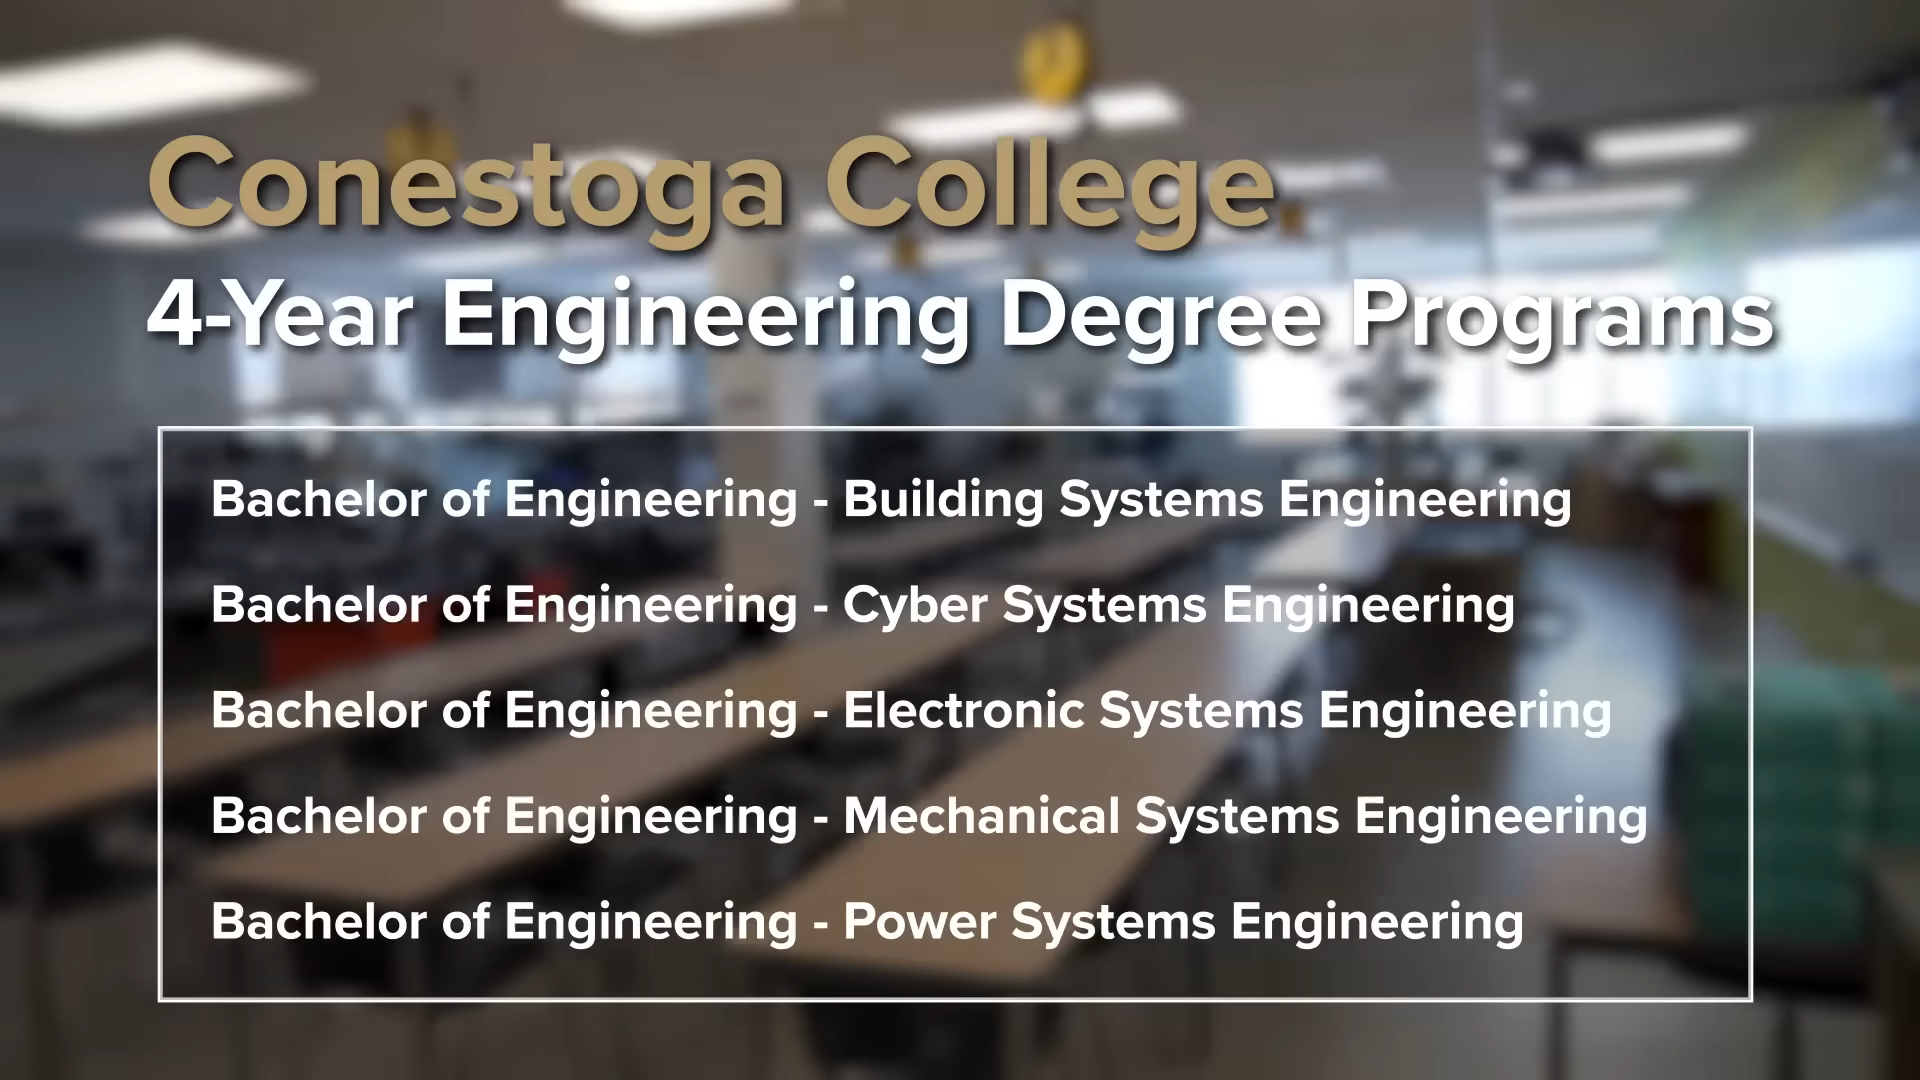 Conestoga College
4-Year Engineering Degree Programs
Bachelor of Engineering - Building Systems Engineering
Bachelor of Engineering - Cyber Systems Engineering
Bachelor of Engineering - Electronic Systems Engineering
Bachelor of Engineering - Mechanical Systems Engineering
Bachelor of Engineering - Power Systems Engineering